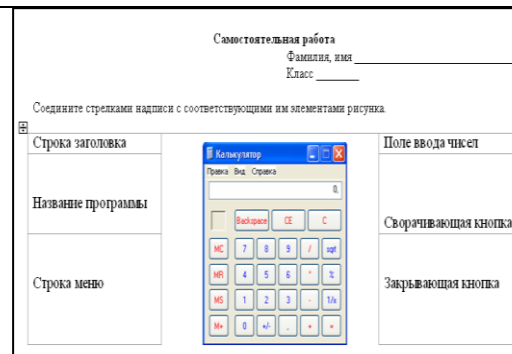 Самостоятельная работа
Фамилия, имя
Класс
Соедините стрелками надписи с соответствующими им элементами рисунка.
Строка заголовка
Название программы
Строка меню
Калькулятор
Правка Вид Справка
0,
Backspace CE C
MC 7 8 9 / sqrt
MR 4 5 6 * %
MS 1 2 3 - 1/x
M+ 0 +/- , + =
Поле ввода чисел
Сворачивающая кнопка
Закрывающая кнопка